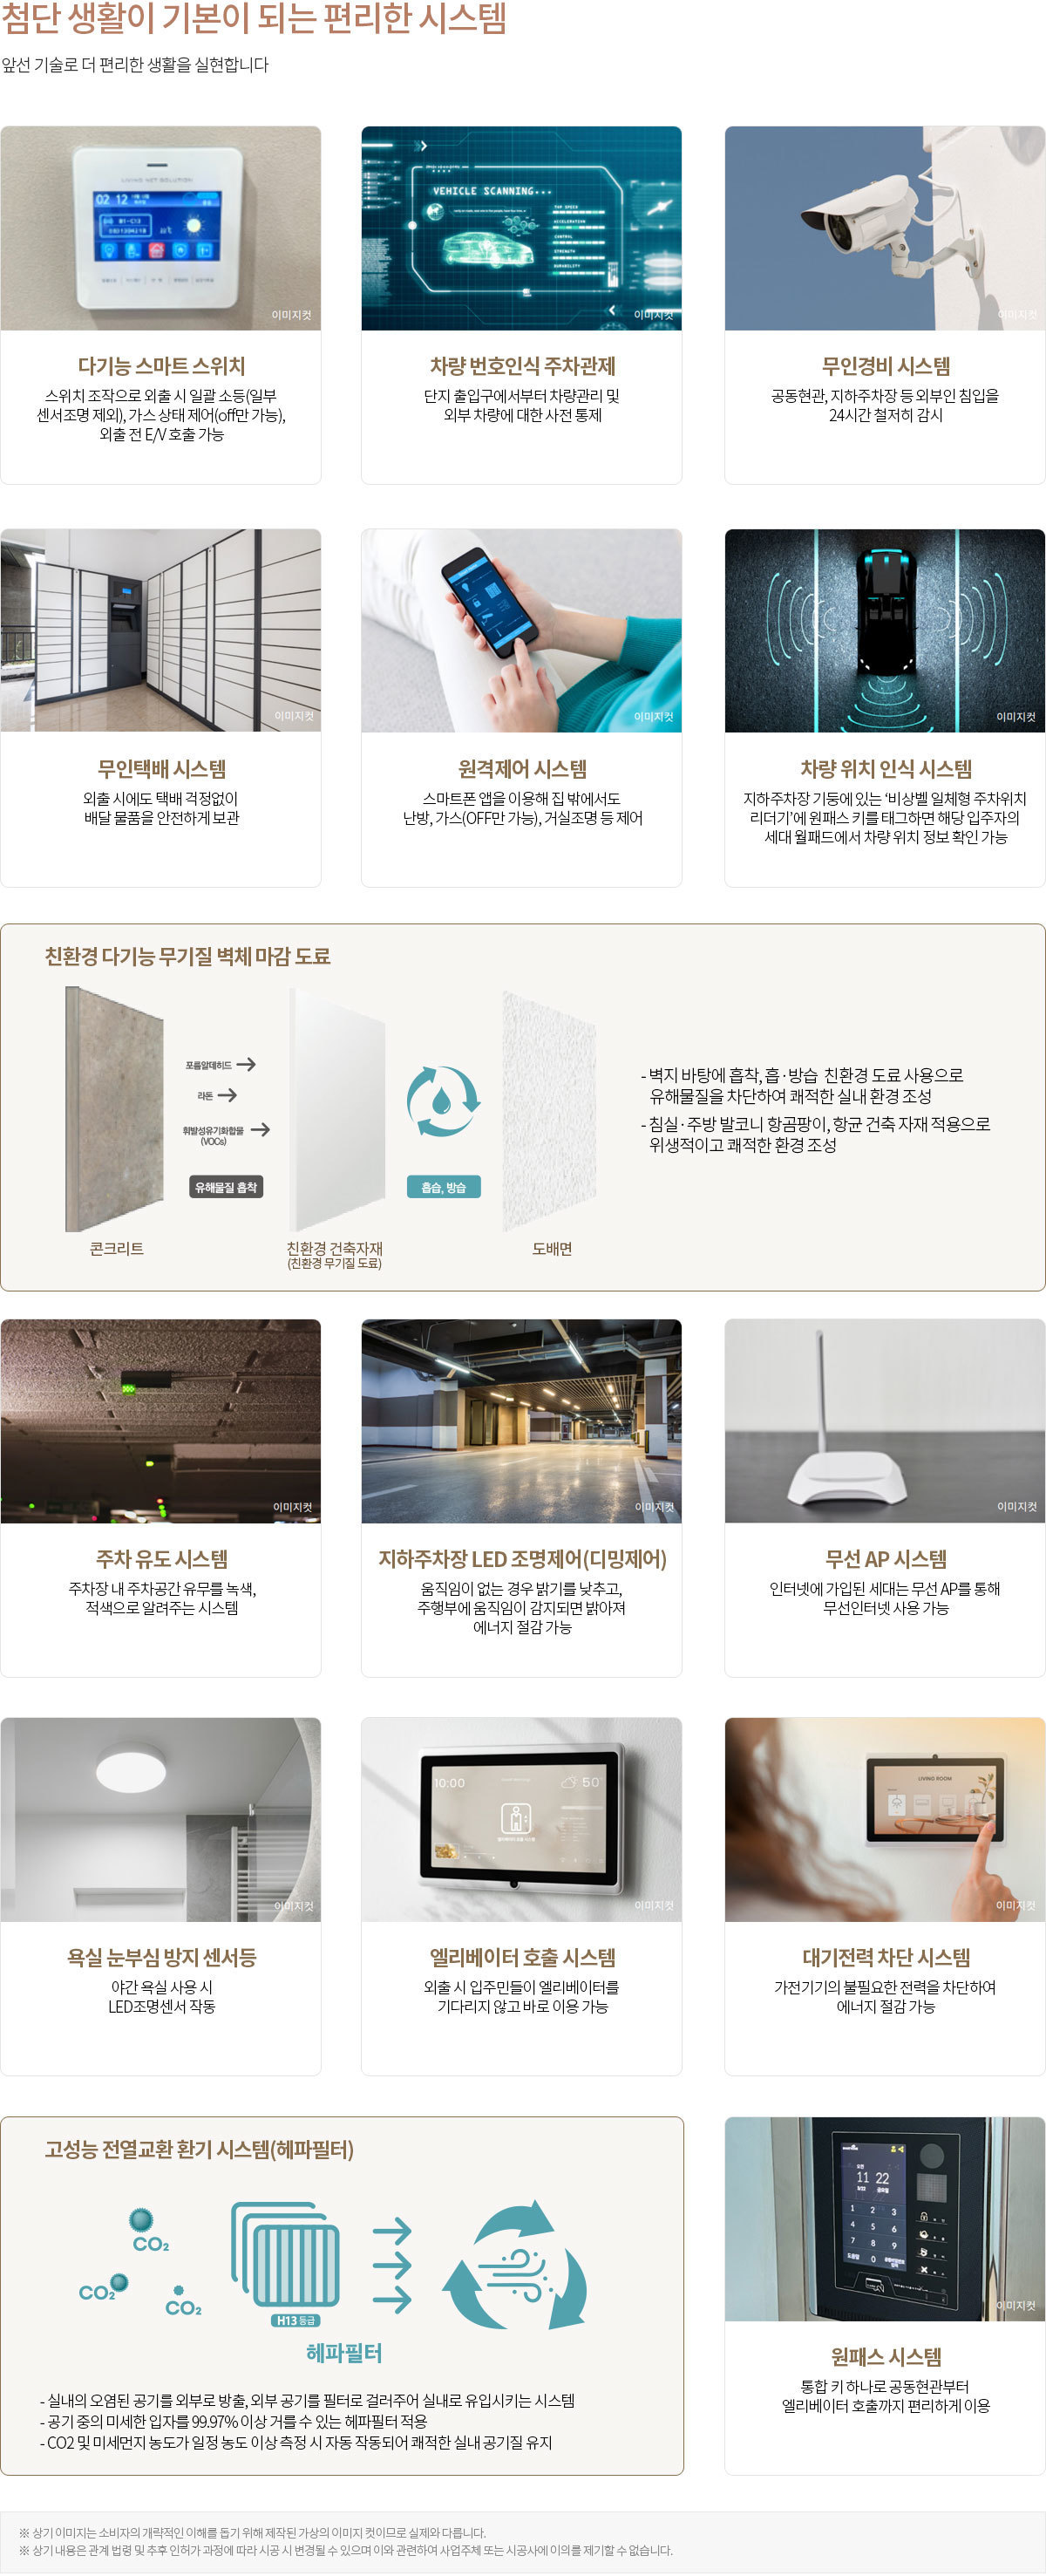 첨단 생활이 기본이 되는 편리한 시스템
앞선 기술로 더 편리한 생활을 실현합니다
LIVING NET SOLUTION
02 12
이미지컷
다기능 스마트 스위치
스위치 조작으로 외출 시 일괄 소등(일부
센서조명 제외), 가스 상태 제어(off만 가능),
외출 전 E/V 호출 가능
VEHICLE SCANNING...
TOP SPEED
ACCELERATION
CONTROL
STRENGTH
DURABILITY
이미지컷
차량 번호인식 주차관제
단지 출입구에서부터 차량관리 및
외부 차량에 대한 사전 통제
이미지컷
무인경비 시스템
공동현관, 지하주차장 등 외부인 침입을
24시간 철저히 감시
이미지컷
무인택배 시스템
외출 시에도 택배 걱정없이
배달 물품을 안전하게 보관
이미지컷
원격제어 시스템
스마트폰 앱을 이용해 집 밖에서도
난방, 가스(OFF만 가능), 거실조명 등 제어
이미지컷
차량 위치 인식 시스템
지하주차장 기둥에 있는 ‘비상벨 일체형 주차위치
리더기’에 원패스 키를 태그하면 해당 입주자의
세대 월패드에서 차량 위치 정보 확인 가능
친환경 다기능 무기질 벽체 마감 도료
포름알데히드
라돈
휘발성유기화합물
(VOCs)
유해물질 흡착
흡습, 방습
콘크리트
친환경 건축자재
(친환경 무기질 도료)
도배면
- 벽지 바탕에 흡착, 흡·방습 친환경 도료 사용으로
유해물질을 차단하여 쾌적한 실내 환경 조성
- 침실·주방 발코니 항곰팡이, 항균 건축 자재 적용으로
위생적이고 쾌적한 환경 조성
이미지컷
주차 유도 시스템
주차장 내 주차공간 유무를 녹색,
적색으로 알려주는 시스템
이미지컷
지하주차장 LED 조명제어(디밍제어)
움직임이 없는 경우 밝기를 낮추고,
주행부에 움직임이 감지되면 밝아져
에너지 절감 가능
이미지컷
무선 AP 시스템
인터넷에 가입된 세대는 무선 AP를 통해
무선인터넷 사용 가능
이미지컷
욕실 눈부심 방지 센서등
야간 욕실 사용 시
LED조명센서 작동
10:00
50°
엘리베이터 호출 시스템
이미지컷
엘리베이터 호출 시스템
외출 시 입주민들이 엘리베이터를
기다리지 않고 바로 이용 가능
LIVING ROOM
이미지컷
대기전력 차단 시스템
가전기기의 불필요한 전력을 차단하여
에너지 절감 가능
고성능 전열교환 환기 시스템(헤파필터)
CO2
CO2
CO2
H13 등급
헤파필터
- 실내의 오염된 공기를 외부로 방출, 외부 공기를 필터로 걸러주어 실내로 유입시키는 시스템
- 공기 중의 미세한 입자를 99.97% 이상 거를 수 있는 헤파필터 적용
- CO2 및 미세먼지 농도가 일정 농도 이상 측정 시 자동 작동되어 쾌적한 실내 공기질 유지
오전
11 22
1 2 3
4 5 6
7 8 9
도움말 0
이미지컷
원패스 시스템
통합 키 하나로 공동현관부터
엘리베이터 호출까지 편리하게 이용
※ 상기 이미지는 소비자의 개략적인 이해를 돕기 위해 제작된 가상의 이미지 컷이므로 실제와 다릅니다.
※ 상기 내용은 관계 법령 및 추후 인허가 과정에 따라 시공 시 변경될 수 있으며 이와 관련하여 사업주체 또는 시공사에 이의를 제기할 수 없습니다.